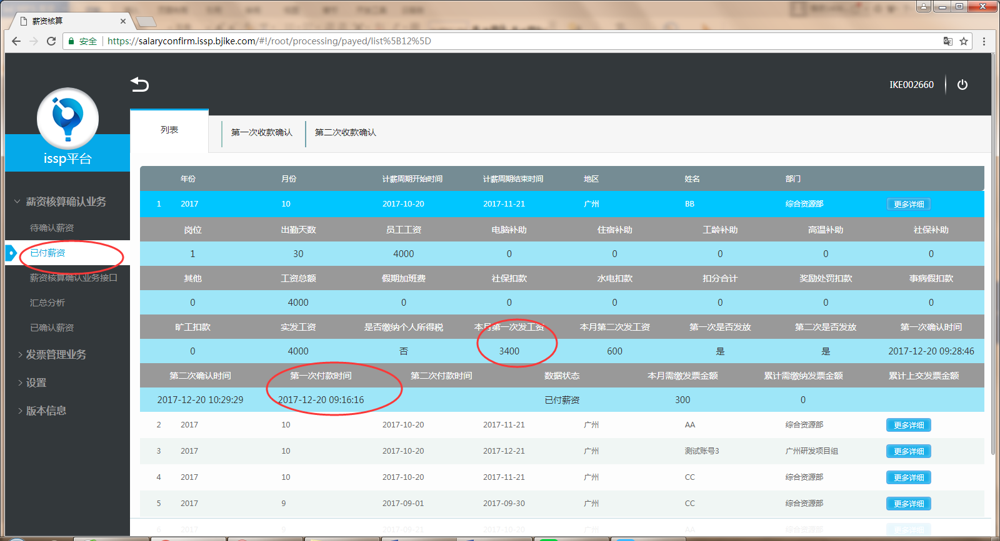 薪资核算
安全 https://salaryconfirm.issp.bjike.com/#!/root/processing/payed/list%5B12%5D
IKE002660
issp平台
薪资核算确认业务
待确认薪资
已付薪资
薪资核算确认业务接口
汇总分析
已确认薪资
发票管理业务
设置
版本信息
列表 第一次收款确认 第二次收款确认
年份 月份 计薪周期开始时间 计薪周期结束时间 地区 姓名 部门
1 2017 10 2017-10-20 2017-11-21 广州 BB 综合资源部 更多详细
岗位 出勤天数 员工工资 电脑补助 住宿补助 工龄补助 高温补助 社保补助
1 30 4000 0 0 0 0 0
其他 工资总额 假期加班费 社保扣款 水电扣款 扣分合计 奖励处罚扣款 事病假扣款
0 4000 0 0 0 0 0 0
旷工扣款 实发工资 是否缴纳个人所得税 本月第一次发工资 本月第二次发工资 第一次是否发放 第二次是否发放 第一次确认时间
0 4000 否 3400 600 是 是 2017-12-20 09:28:46
第二次确认时间 第一次付款时间 第二次付款时间 数据状态 本月需缴发票金额 累计需缴纳发票金额 累计上交发票金额
2017-12-20 10:29:29 2017-12-20 09:16:16 已付薪资 300 0
2 2017 10 2017-10-20 2017-11-21 广州 AA 综合资源部 更多详细
3 2017 10 2017-10-20 2017-12-21 广州 测试账号3 广州研发项目组 更多详细
4 2017 10 2017-10-20 2017-11-21 广州 CC 综合资源部 更多详细
5 2017 9 2017-09-01 2017-09-30 广州 CC 综合资源部 更多详细
6 2017 9 2017-09-21 2017-10-20 广州 AA 综合资源部 更多详细